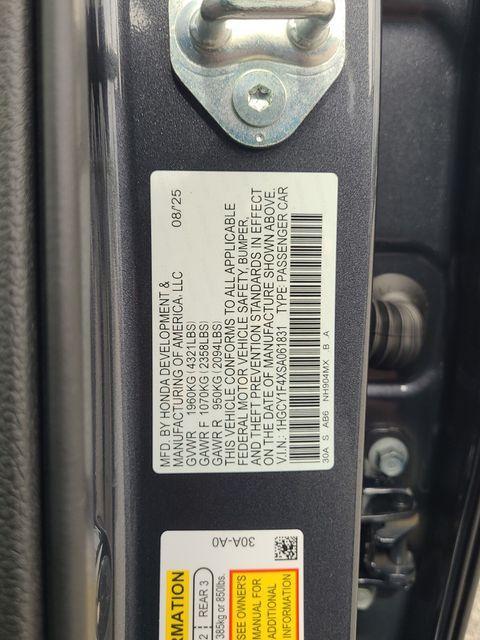 MFD. BY HONDA DEVELOPMENT &
MANUFACTURING OF AMERICA, LLC 08/'25
GVWR 1960KG (4321LBS)
GAWR F 1070KG (2358LBS)
GAWR R 950KG (2094LBS)
THIS VEHICLE CONFORMS TO ALL APPLICABLE
FEDERAL MOTOR VEHICLE SAFETY, BUMPER,
AND THEFT PREVENTION STANDARDS IN EFFECT
ON THE DATE OF MANUFACTURE SHOWN ABOVE.
V.I.N.: 1HGCY1F4XSA061831 TYPE: PASSENGER CAR
30A S AB6 NH904MX B A
30A-A0
INFORMATION
2 REAR 3
385kg or 850lbs.
SEE OWNER'S
MANUAL FOR
ADDITIONAL
INFORMATION